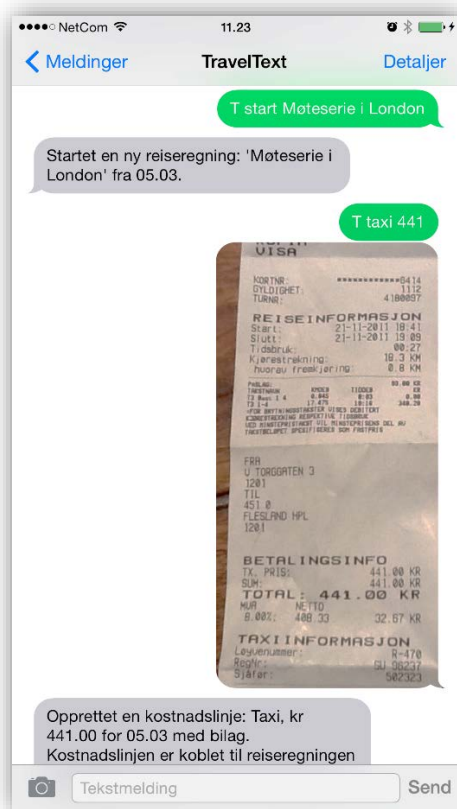 NetCom 11.23
Meldinger TravelText Detaljer
T start Møteserie i London
Startet en ny reiseregning: 'Møteserie i
London' fra 05.03.
T taxi 441
VISA
KORTNR: ************6414
GYLDIGHET: 1112
TURNR: 4180097
REISEINFORMASJON
Start: 21-11-2011 18:41
Slutt: 21-11-2011 19:09
Tidsbruk: 00:27
Kjørestrekning: 18.3 KM
hvorav fremkjøring: 0.8 KM
FRA
U TORGGATEN 3
1201
TIL
451 0
FLESLAND HPL
1201
BETALINGSINFO
TX. PRIS: 441.00 KR
SUM: 441.00 KR
TOTAL: 441.00 KR
MVA NETTO
8.00%: 408.33 32.67 KR
TAXIINFORMASJON
Løyvenummer: R-470
RegNr: SU 96237
Sjåfør: 502323
Opprettet en kostnadslinje: Taxi, kr
441.00 for 05.03 med bilag.
Kostnadslinjen er koblet til reiseregningen
Tekstmelding Send